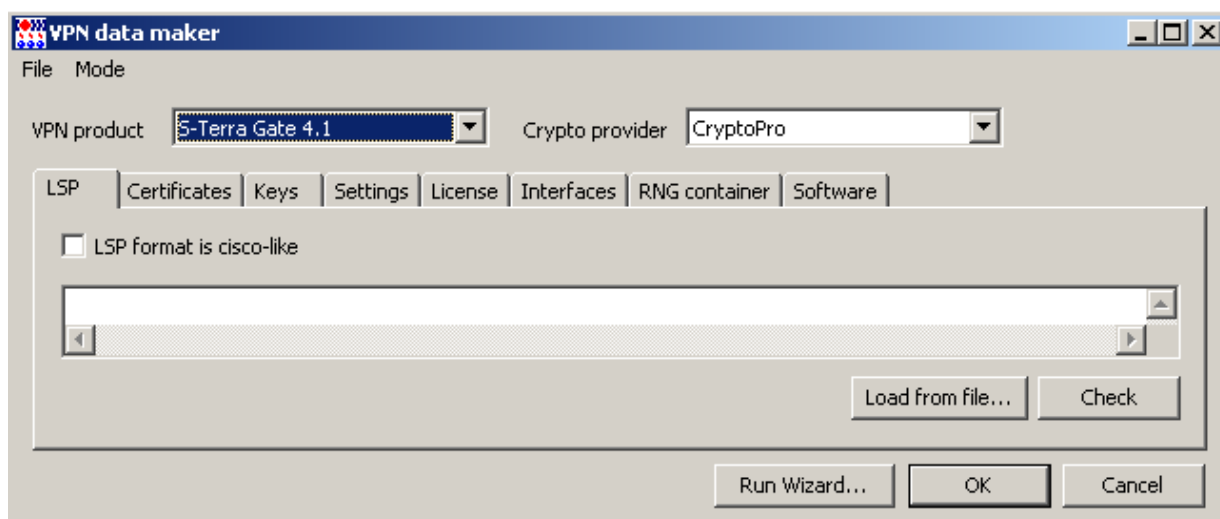 VPN data maker
File Mode
VPN product S-Terra Gate 4.1 Crypto provider CryptoPro
LSP Certificates Keys Settings License Interfaces RNG container Software
LSP format is cisco-like
Load from file... Check
Run Wizard... OK Cancel